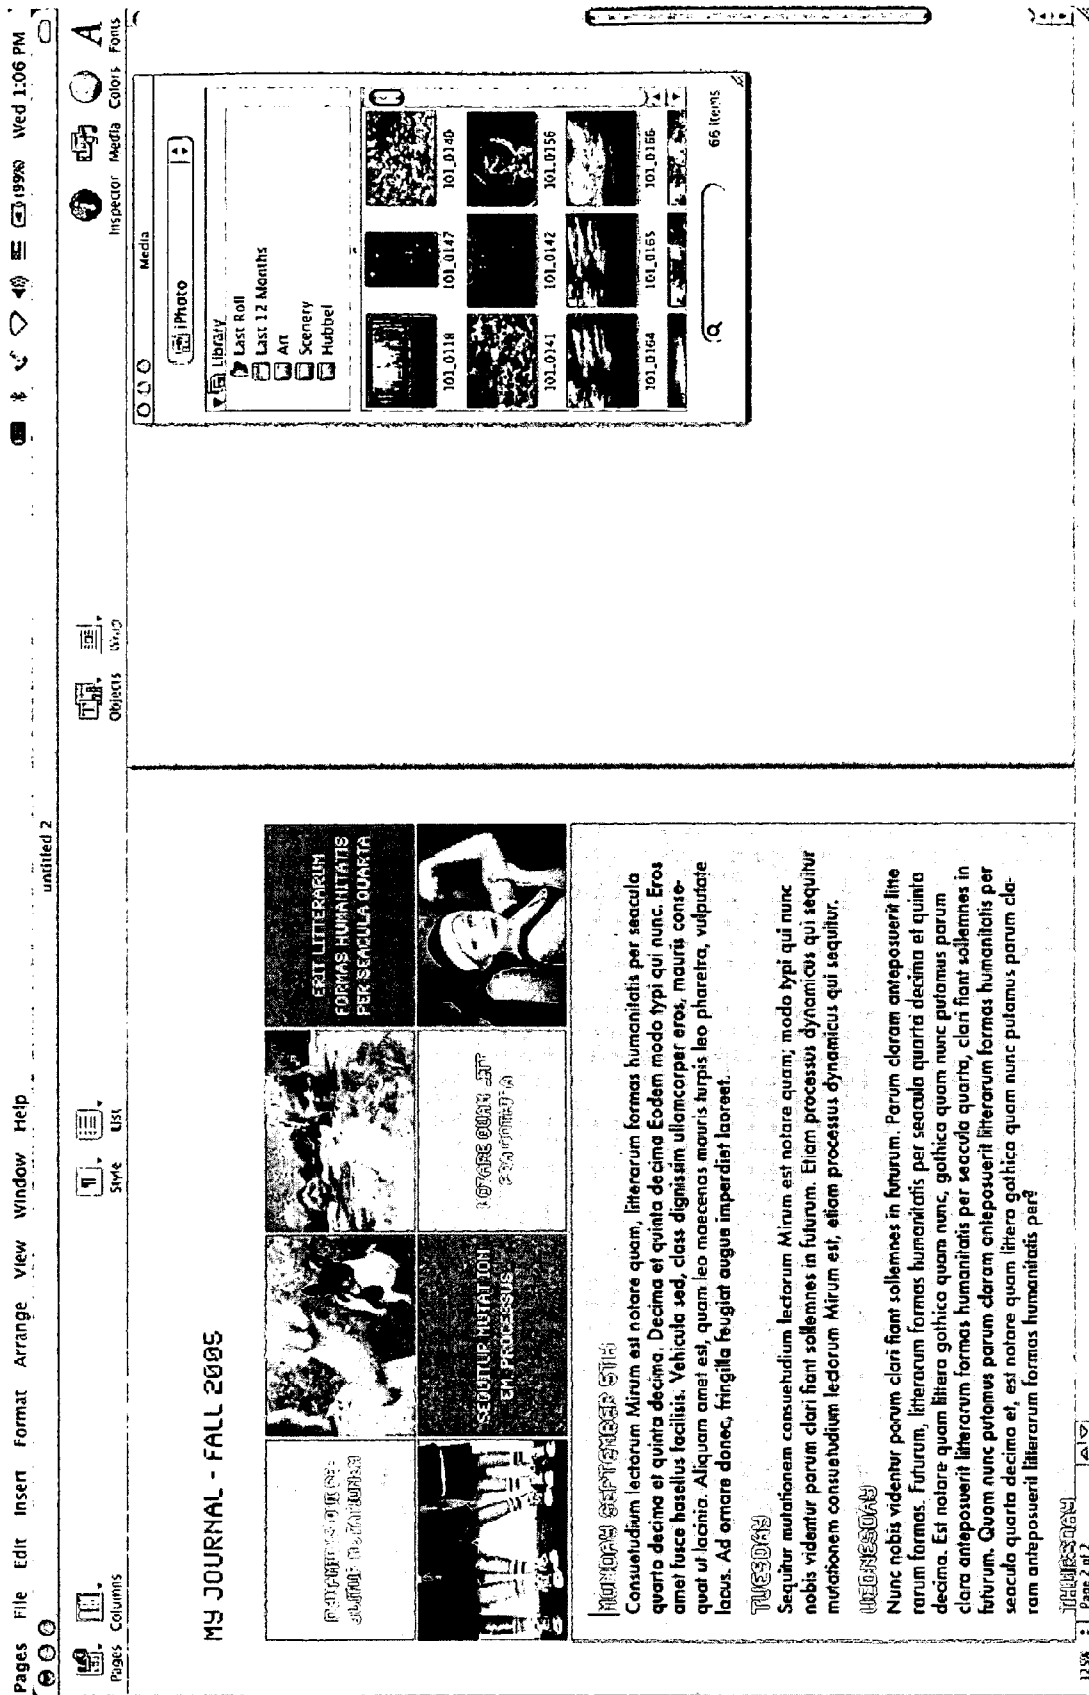 Pages File Edit Insert Format Arrange View Window Help (99%) Wed 1:06 PM
untitled 2
Pages Columns Style List Objects Inspector Media Colors Fonts
MY JOURNAL - FALL 2005
ERIT LITTERARUM
FORMAS HUMANITATIS
PER SEACULA QUARTA
SEQUTUR MUTATION
EM PROCESSUS
NOTARE QUAM
MONDAY SEPTEMBER 5TH
Consuetudium lectorum Mirum est notare quam, litterarum formas humanitatis per seacula
quarta decima et quinta decima. Decima et quinta decima Eodem modo typi qui nunc. Eros
amet fusce hasellus facilisis. Vehicula sed, class dignissim ullamcorper eros, mauris conse-
quat ut lacinia. Aliquam amet est, quam leo maecenas mauris turpis leo pharetra, vulputate
lacus. Ad ornare donec, fringilla feugiat augue imperdiet laoreet.
TUESDAY
Sequitur mutationem consuetudium lectorum Mirum est notare quam; modo typi qui nunc
nobis videntur parum clari fiant sollemnes in futurum. Etiam processus dynamicus qui sequitur
mutationem consuetudium lectorum Mirum est, etiam processus dynamicus qui sequitur.
WEDNESDAY
Nunc nobis videntur parum clari fiant sollemnes in futurum. Parum claram anteposuerit litte
rarum formas. Futurum, litterarum formas humanitatis per seacula quarta decima et quinta
decima. Est notare quam littera gothica quam nunc, gothica quam nunc putamus parum
clara anteposuerit litterarum formas humanitatis per seacula quarta, clari fiant sollemnes in
futurum. Quam nunc putamus parum claram anteposuerit litterarum formas humanitatis per
seacula quarta decima et, est notare quam littera gothica quam nunc putamus parum cla-
ram anteposuerit litterarum formas humanitatis per?
THURSDAY
125% Page 2 of 2
Media
iPhoto
Library
Last Roll
Last 12 Months
Art
Scenery
Hubbel
101_0118 101_0147 101_0140
101_0141 101_0142 101_0156
101_0164 101_0165 101_0166
66 items